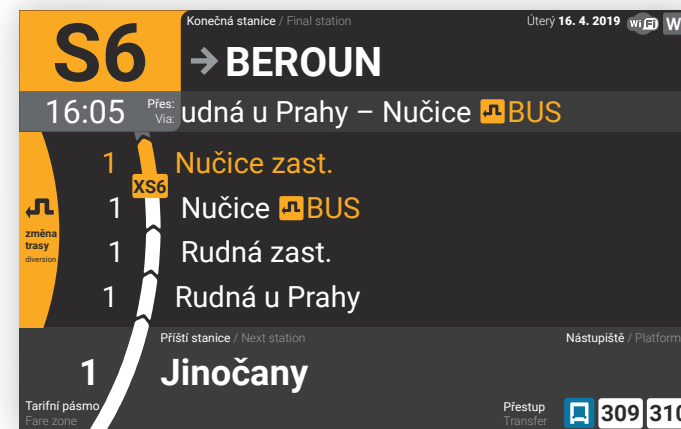 S6
Konečná stanice / Final station
Úterý 16. 4. 2019 WiFi
→ BEROUN
16:05
Přes: Via: udná u Prahy – Nučice BUS
1 Nučice zast.
XS6
1 Nučice BUS
změna trasy
diversion
1 Rudná zast.
1 Rudná u Prahy
Příští stanice / Next station
Nástupiště / Platform
1 Jinočany
Tarifní pásmo
Fare zone
Přestup
Transfer
309 310